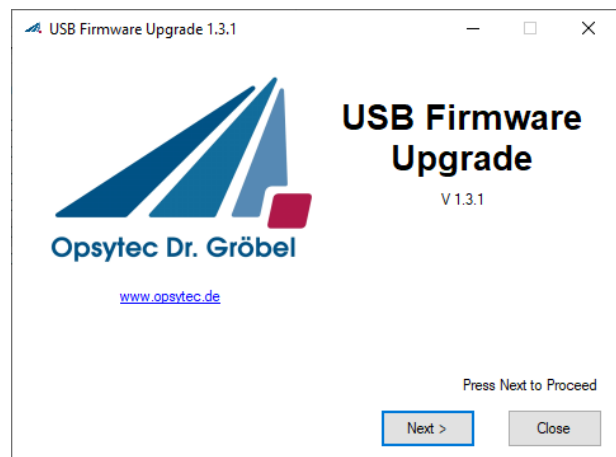 USB Firmware Upgrade 1.3.1
USB Firmware
Upgrade
V 1.3.1
Opsytec Dr. Gröbel
www.opsytec.de
Press Next to Proceed
Next >
Close